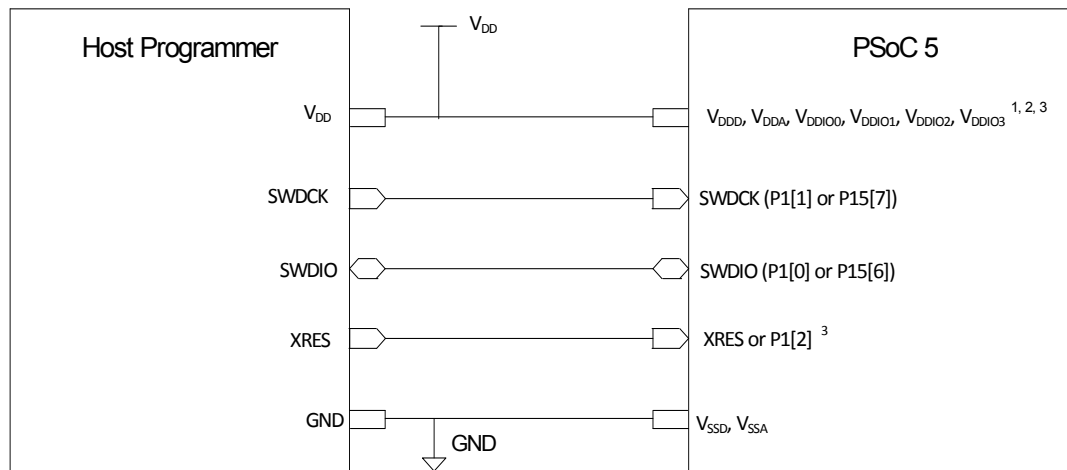 V_DD
Host Programmer
PSoC 5
V_DD
V_DDD, V_DDA, V_DDIO0, V_DDIO1, V_DDIO2, V_DDIO3 1, 2, 3
SWDCK
SWDCK (P1[1] or P15[7])
SWDIO
SWDIO (P1[0] or P15[6])
XRES
XRES or P1[2] 3
GND
V_SSD, V_SSA
GND